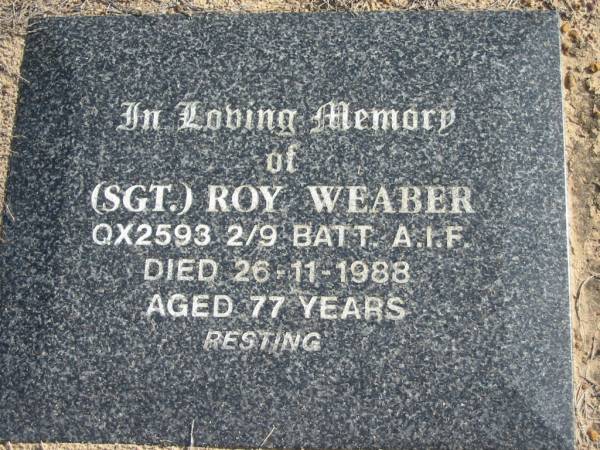 In Loving Memory
of
(SGT.) ROY WEABER
QX2593 2/9 BATT. A.I.F.
DIED 26-11-1988
AGED 77 YEARS
RESTING